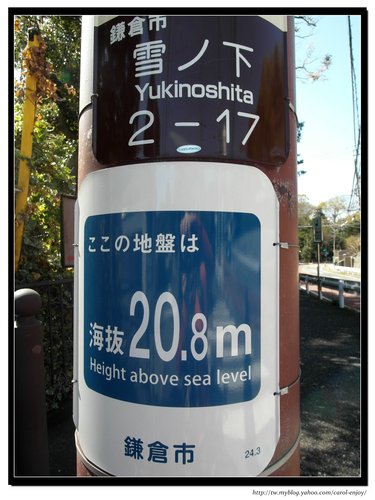 鎌倉市
雪ノ下
Yukinoshita
2-17
ここの地盤は
海抜20.8m
Height above sea level
鎌倉市
24.3
http://tw.myblog.yahoo.com/carol-enjoy/